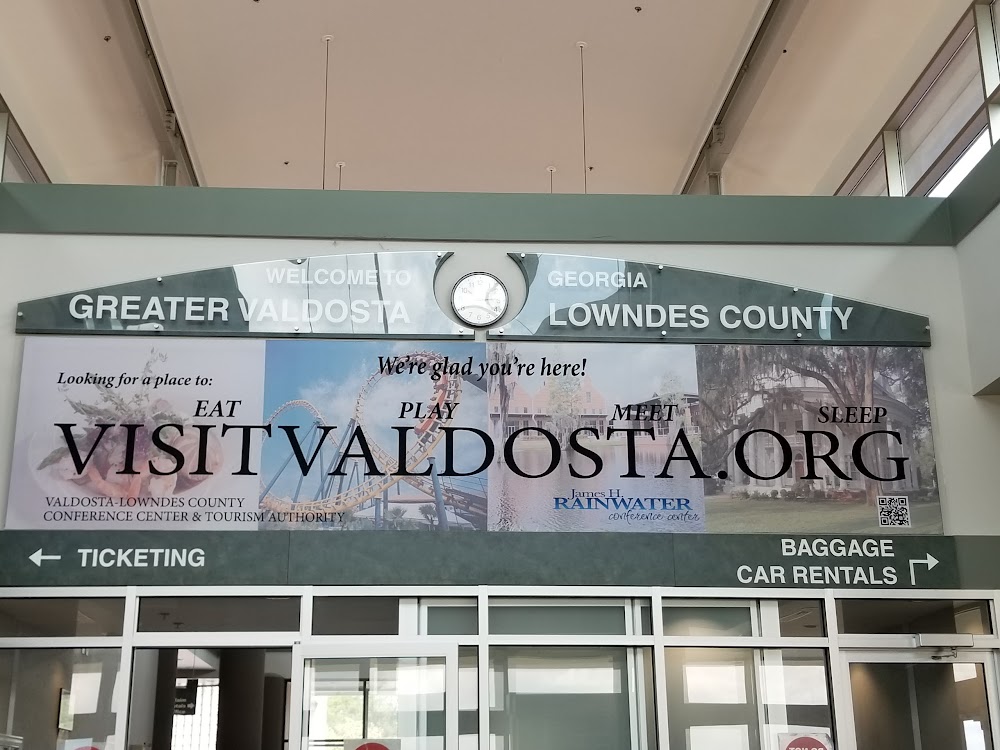 WELCOME TO
GREATER VALDOSTA
GEORGIA
LOWNDES COUNTY
We're glad you're here!
Looking for a place to:
EAT PLAY MEET SLEEP
VISITVALDOSTA.ORG
VALDOSTA-LOWNDES COUNTY
CONFERENCE CENTER & TOURISM AUTHORITY
James H.
RAINWATER
conference center
← TICKETING
BAGGAGE
CAR RENTALS